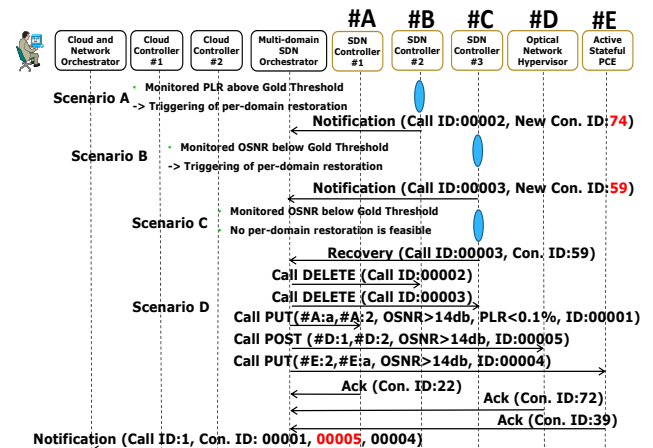 #A #B #C #D #E
Cloud and Network Orchestrator
Cloud Controller #1
Cloud Controller #2
Multi-domain SDN Orchestrator
SDN Controller #1
SDN Controller #2
SDN Controller #3
Optical Network Hypervisor
Active Stateful PCE
Scenario A
• Monitored PLR above Gold Threshold
-> Triggering of per-domain restoration
Notification (Call ID:00002, New Con. ID:74)
Scenario B
• Monitored OSNR below Gold Threshold
-> Triggering of per-domain restoration
Notification (Call ID:00003, New Con. ID:59)
Scenario C
• Monitored OSNR below Gold Threshold
• No per-domain restoration is feasible
Recovery (Call ID:00003, Con. ID:59)
Call DELETE (Call ID:00002)
Call DELETE (Call ID:00003)
Scenario D
Call PUT(#A:a,#A:2, OSNR>14db, PLR<0.1%, ID:00001)
Call POST (#D:1,#D:2, OSNR>14db, ID:00005)
Call PUT(#E:2,#E:a, OSNR>14db, ID:00004)
Ack (Con. ID:22)
Ack (Con. ID:72)
Ack (Con. ID:39)
Notification (Call ID:1, Con. ID: 00001, 00005, 00004)